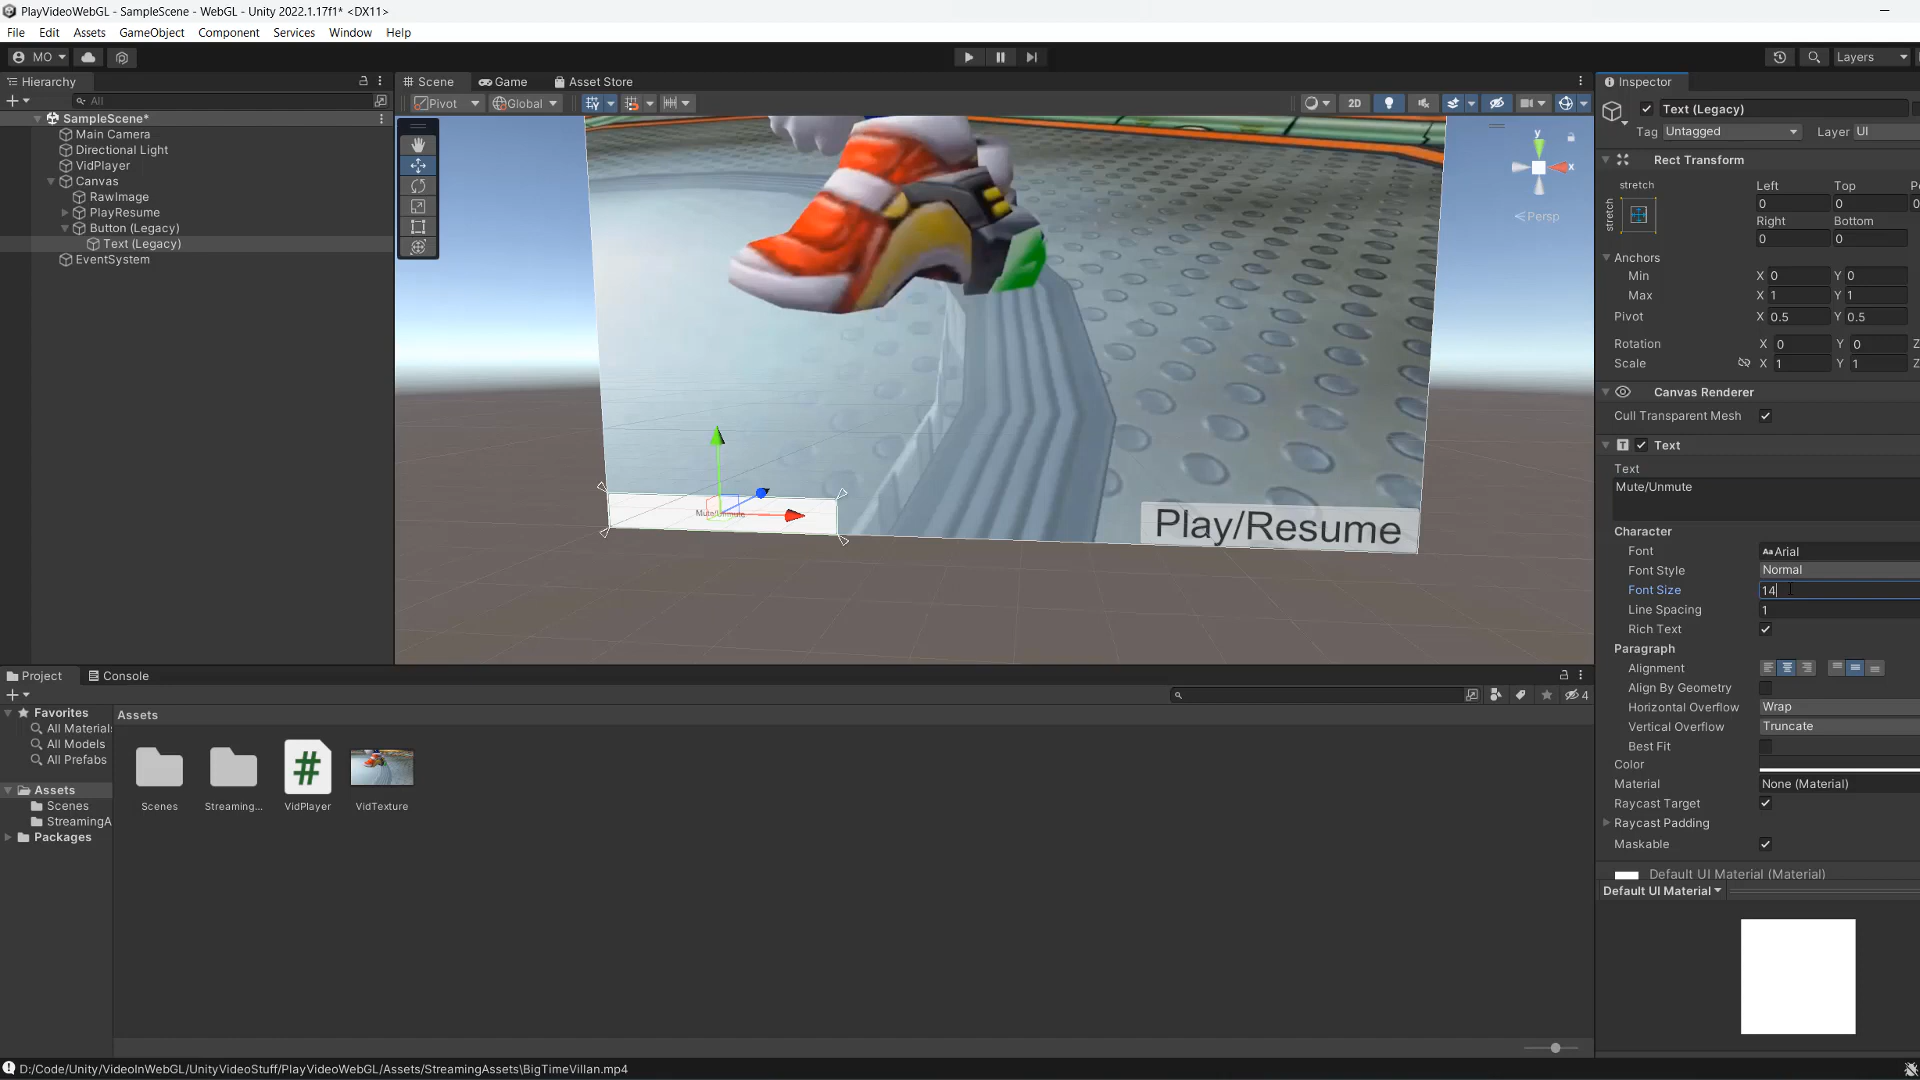 PlayVideoWebGL - SampleScene - WebGL - Unity 2022.1.17f1* <DX11>
File Edit Assets GameObject Component Services Window Help
MO
Layers
Hierarchy
All
SampleScene*
Main Camera
Directional Light
VidPlayer
Canvas
RawImage
PlayResume
Button (Legacy)
Text (Legacy)
EventSystem
Scene Game Asset Store
Pivot Global 2D
y
x
Persp
Mute/Unmute
Play/Resume
Inspector
Text (Legacy)
Tag Untagged Layer UI
Rect Transform
stretch
stretch
Left Top
0 0 0
Right Bottom
0 0
Anchors
Min X 0 Y 0
Max X 1 Y 1
Pivot X 0.5 Y 0.5
Rotation X 0 Y 0 Z
Scale X 1 Y 1 Z
Canvas Renderer
Cull Transparent Mesh
Text
Text
Mute/Unmute
Character
Font Aa Arial
Font Style Normal
Font Size 14
Line Spacing 1
Rich Text
Paragraph
Alignment
Align By Geometry
Horizontal Overflow Wrap
Vertical Overflow Truncate
Best Fit
Color
Material None (Material)
Raycast Target
Raycast Padding
Maskable
Default UI Material (Material)
Default UI Material
Project Console
4
Favorites
All Material
All Models
All Prefabs
Assets
Scenes
StreamingA
Packages
Assets
Scenes Streaming... VidPlayer VidTexture
D:/Code/Unity/VideoInWebGL/UnityVideoStuff/PlayVideoWebGL/Assets/StreamingAssets\BigTimeVillan.mp4